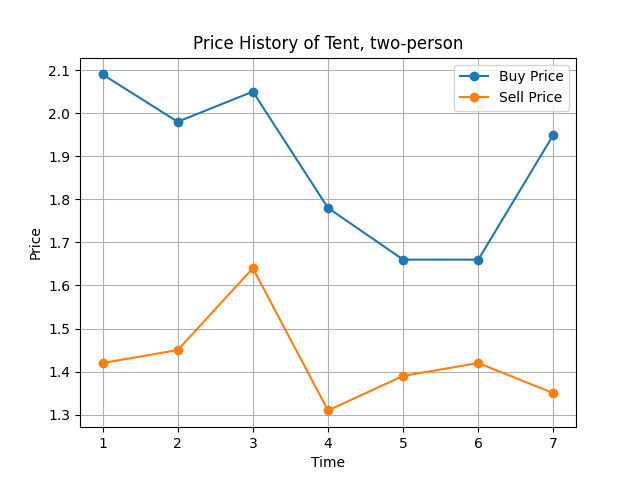 Price History of Tent, two-person
Buy Price
Sell Price
Price
2.1
2.0
1.9
1.8
1.7
1.6
1.5
1.4
1.3
1 2 3 4 5 6 7
Time